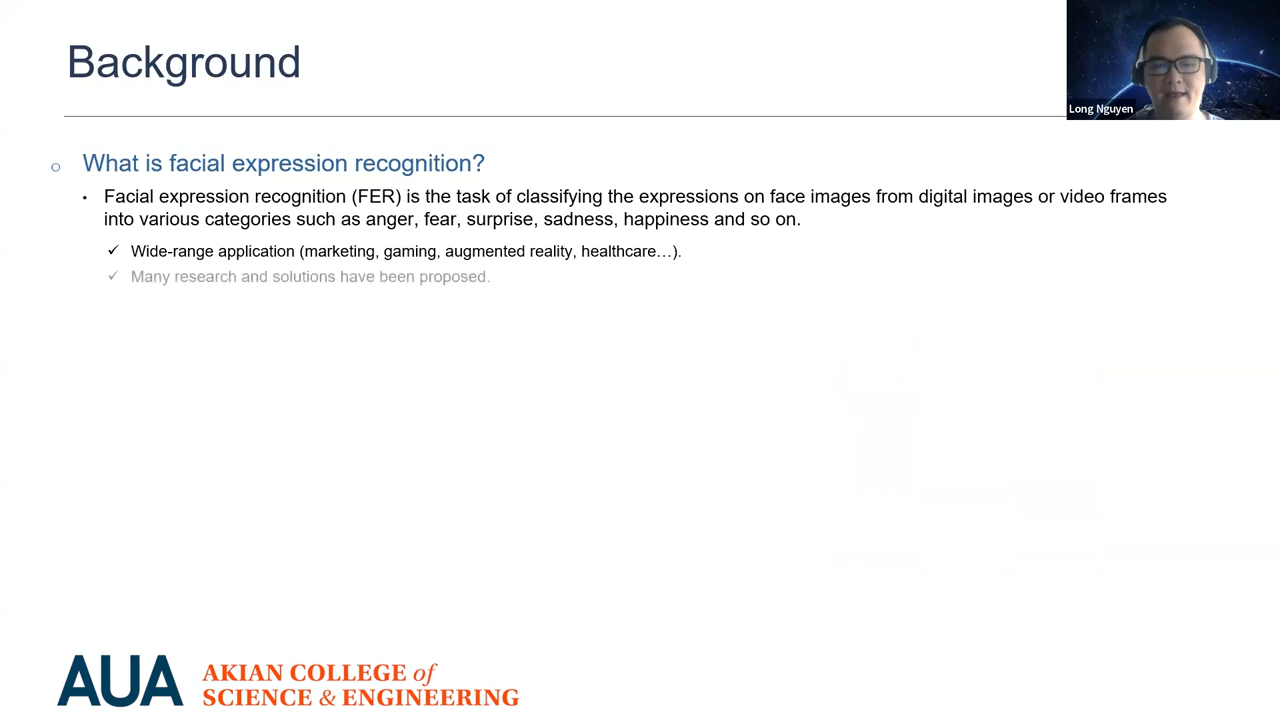 Background
Long Nguyen
o What is facial expression recognition?
• Facial expression recognition (FER) is the task of classifying the expressions on face images from digital images or video frames
into various categories such as anger, fear, surprise, sadness, happiness and so on.
✓ Wide-range application (marketing, gaming, augmented reality, healthcare…).
✓ Many research and solutions have been proposed.
AUA AKIAN COLLEGE of
SCIENCE & ENGINEERING